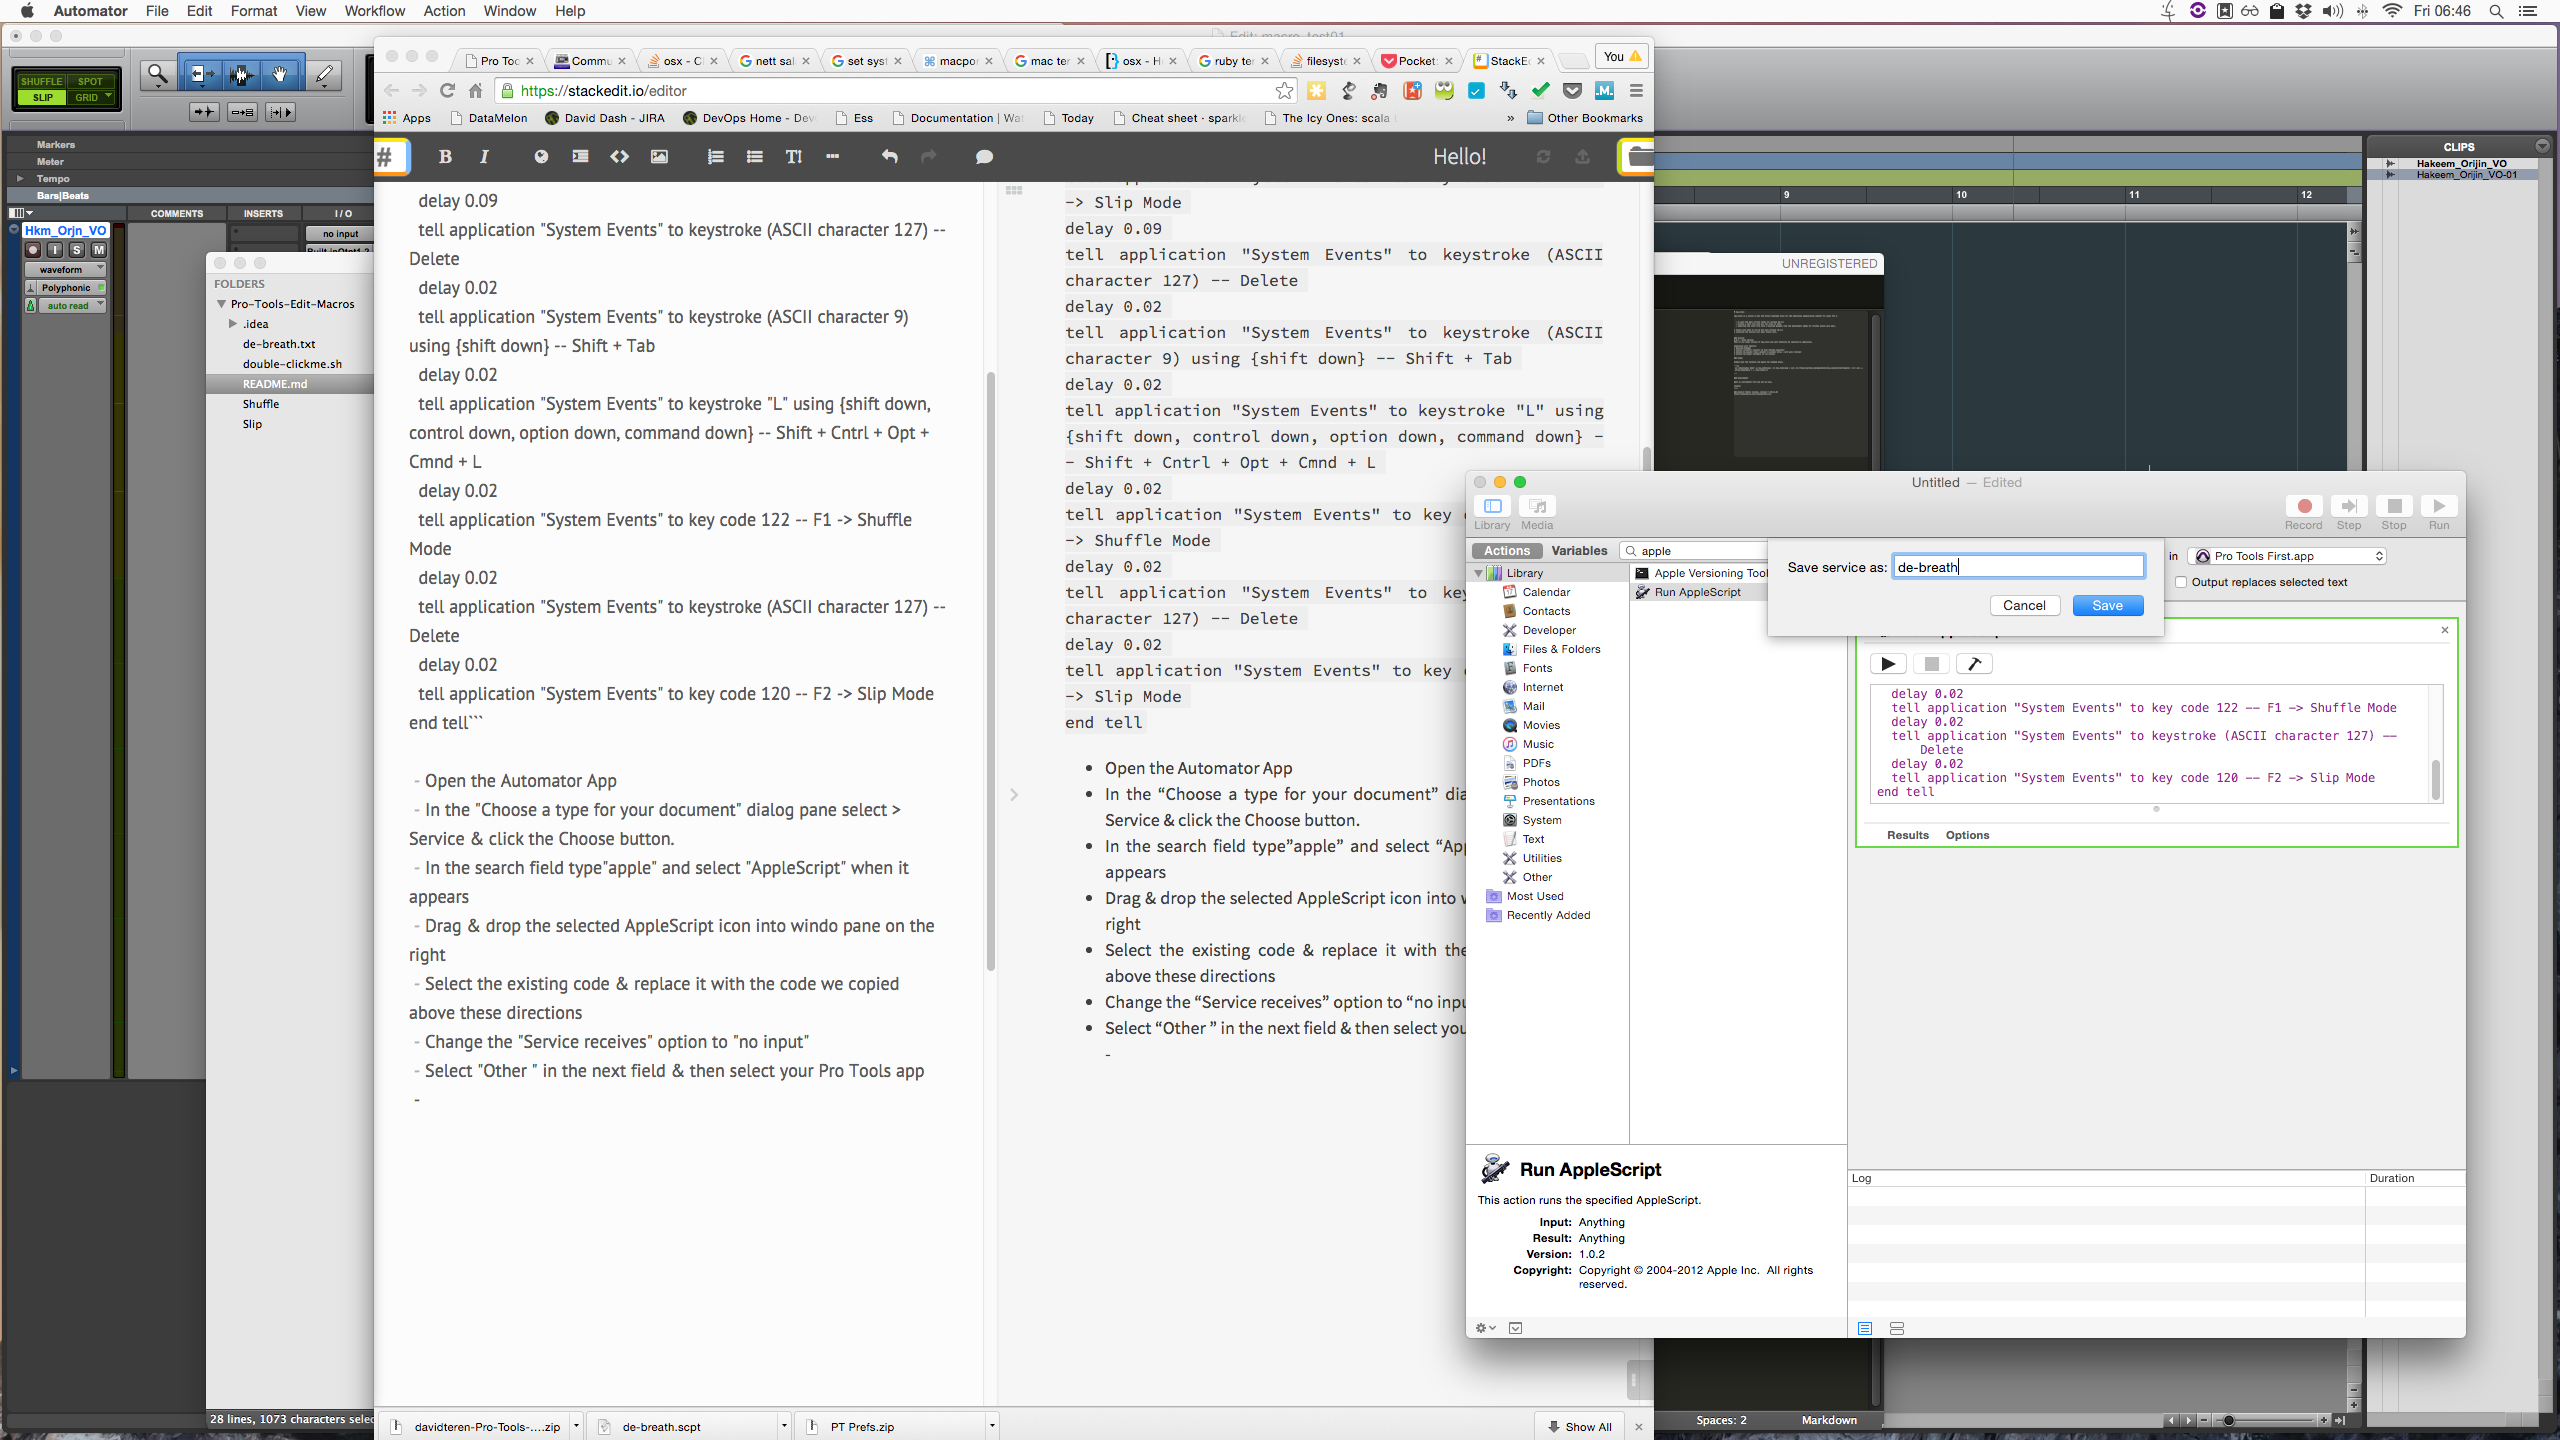 Automator File Edit Format View Workflow Action Window Help
Fri 06:46
Edit: macro_test01
SHUFFLE SPOT
SLIP GRID
Markers
Meter
Tempo
Bars|Beats
COMMENTS INSERTS I / O
Hkm_Orjn_VO
no input
I S M
waveform
Polyphonic
auto read
FOLDERS
Pro-Tools-Edit-Macros
.idea
de-breath.txt
double-clickme.sh
README.md
Shuffle
Slip
28 lines, 1073 characters selec
Pro Too
Commu
osx - C
nett sal
set syst
macpor
mac ter
osx - H
ruby ter
filesyste
Pocket:
StackEd
You
https://stackedit.io/editor
Apps
DataMelon
David Dash - JIRA
DevOps Home - Dev
Ess
Documentation | Wa
Today
Cheat sheet · spark
The Icy Ones: scala
»
Other Bookmarks
# B I
Hello!
delay 0.09
tell application "System Events" to keystroke (ASCII character 127) --
Delete
delay 0.02
tell application "System Events" to keystroke (ASCII character 9)
using {shift down} -- Shift + Tab
delay 0.02
tell application "System Events" to keystroke "L" using {shift down,
control down, option down, command down} -- Shift + Cntrl + Opt +
Cmnd + L
delay 0.02
tell application "System Events" to key code 122 -- F1 -> Shuffle
Mode
delay 0.02
tell application "System Events" to keystroke (ASCII character 127) --
Delete
delay 0.02
tell application "System Events" to key code 120 -- F2 -> Slip Mode
end tell```
- Open the Automator App
- In the "Choose a type for your document" dialog pane select >
Service & click the Choose button.
- In the search field type"apple" and select "AppleScript" when it
appears
- Drag & drop the selected AppleScript icon into windo pane on the
right
- Select the existing code & replace it with the code we copied
above these directions
- Change the "Service receives" option to "no input"
- Select "Other " in the next field & then select your Pro Tools app
-
-> Slip Mode
delay 0.09
tell application "System Events" to keystroke (ASCII
character 127) -- Delete
delay 0.02
tell application "System Events" to keystroke (ASCII
character 9) using {shift down} -- Shift + Tab
delay 0.02
tell application "System Events" to keystroke "L" using
{shift down, control down, option down, command down} -
- Shift + Cntrl + Opt + Cmnd + L
delay 0.02
tell application "System Events" to key
-> Shuffle Mode
delay 0.02
tell application "System Events" to key
character 127) -- Delete
delay 0.02
tell application "System Events" to key
-> Slip Mode
end tell
• Open the Automator App
• In the “Choose a type for your document” dia
Service & click the Choose button.
• In the search field type”apple” and select “App
appears
• Drag & drop the selected AppleScript icon into w
right
• Select the existing code & replace it with the
above these directions
• Change the “Service receives” option to “no inpu
• Select “Other ” in the next field & then select you
-
davidteren-Pro-Tools-....zip
de-breath.scpt
PT Prefs.zip
Show All
9 10 11 12
CLIPS
Hakeem_Orijin_VO
Hakeem_Orijin_VO-01
UNREGISTERED
Spaces: 2 Markdown
Untitled — Edited
Library Media
Record Step Stop Run
Actions Variables
apple
Library
Calendar
Contacts
Developer
Files & Folders
Fonts
Internet
Mail
Movies
Music
PDFs
Photos
Presentations
System
Text
Utilities
Other
Most Used
Recently Added
Apple Versioning Tool
Run AppleScript
Save service as: de-breath
Cancel Save
in Pro Tools First.app
Output replaces selected text
delay 0.02
tell application "System Events" to key code 122 -- F1 -> Shuffle Mode
delay 0.02
tell application "System Events" to keystroke (ASCII character 127) --
Delete
delay 0.02
tell application "System Events" to key code 120 -- F2 -> Slip Mode
end tell
Results Options
Run AppleScript
This action runs the specified AppleScript.
Input: Anything
Result: Anything
Version: 1.0.2
Copyright: Copyright © 2004-2012 Apple Inc. All rights
reserved.
Log Duration